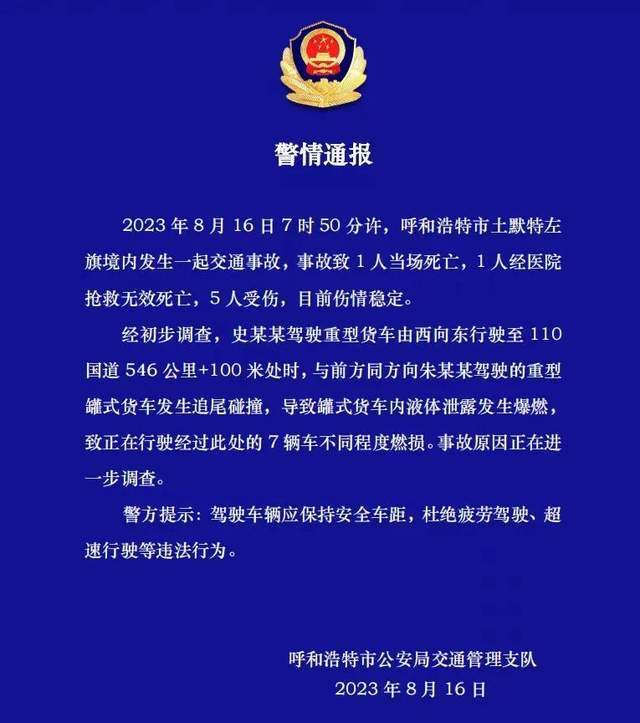 警情通报
2023 年 8 月 16 日 7 时 50 分许，呼和浩特市土默特左
旗境内发生一起交通事故，事故致 1 人当场死亡，1 人经医院
抢救无效死亡，5 人受伤，目前伤情稳定。
经初步调查，史某某驾驶重型货车由西向东行驶至 110
国道 546 公里+100 米处时，与前方同方向朱某某驾驶的重型
罐式货车发生追尾碰撞，导致罐式货车内液体泄露发生爆燃，
致正在行驶经过此处的 7 辆车不同程度燃损。事故原因正在进
一步调查。
警方提示：驾驶车辆应保持安全车距，杜绝疲劳驾驶、超
速行驶等违法行为。
呼和浩特市公安局交通管理支队
2023 年 8 月 16 日